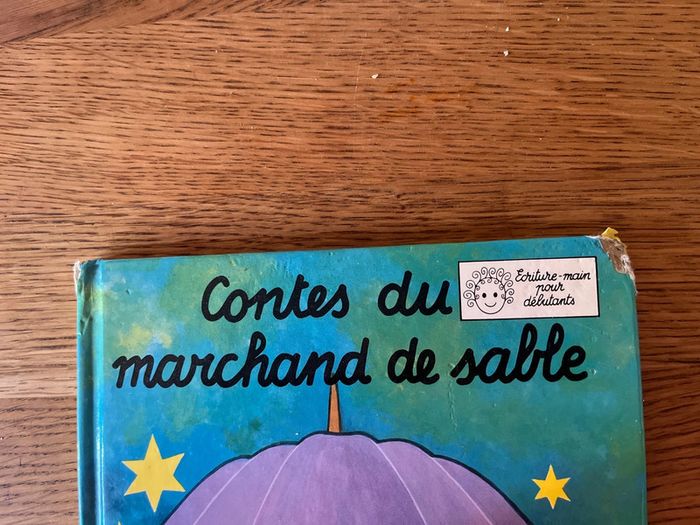 Contes du
marchand de sable
Écriture-main
pour
débutants